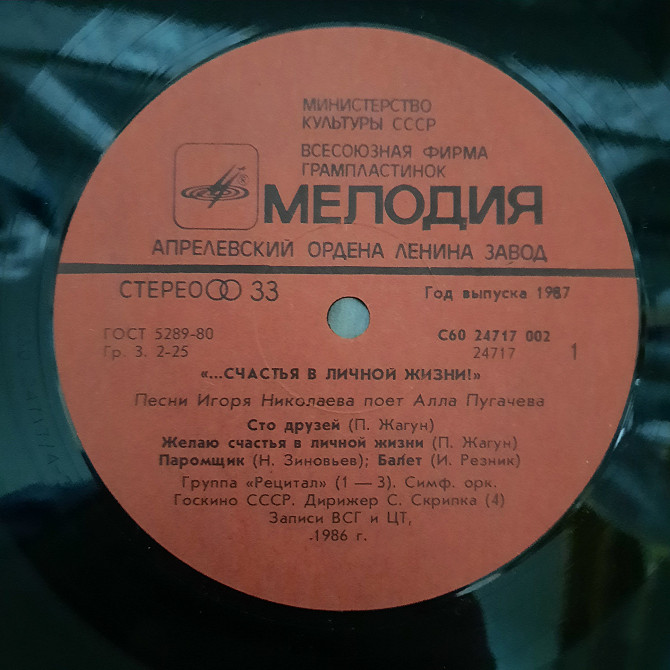 МИНИСТЕРСТВО
КУЛЬТУРЫ СССР
ВСЕСОЮЗНАЯ ФИРМА
ГРАМПЛАСТИНОК
МЕЛОДИЯ
АПРЕЛЕВСКИЙ ОРДЕНА ЛЕНИНА ЗАВОД
СТЕРЕО 33 Год выпуска 1987
ГОСТ 5289-80 С60 24717 002
Гр. 3. 2-25 24717 1
«...СЧАСТЬЯ В ЛИЧНОЙ ЖИЗНИ!»
Песни Игоря Николаева поет Алла Пугачева
Сто друзей (П. Жагун)
Желаю счастья в личной жизни (П. Жагун)
Паромщик (Н. Зиновьев); Балет (И. Резник)
Группа «Рецитал» (1 — 3). Симф. орк.
Госкино СССР. Дирижер С. Скрипка (4)
Записи ВСГ и ЦТ,
1986 г.